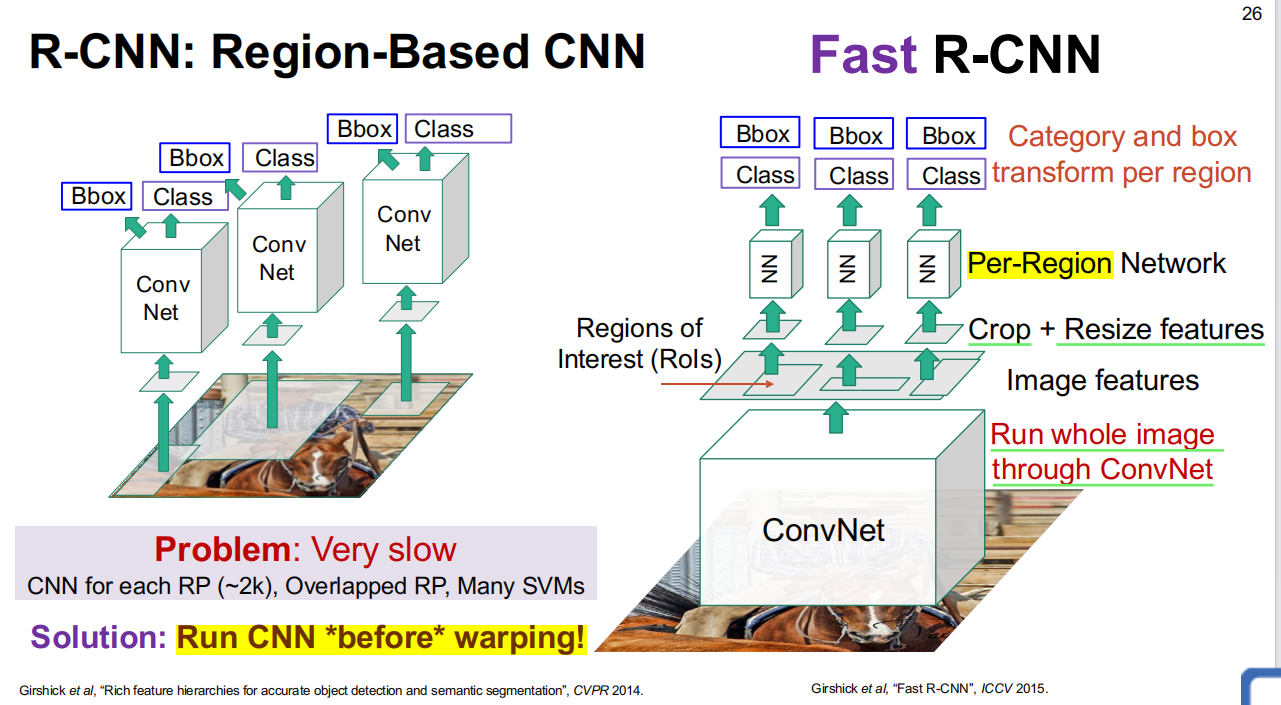 26
R-CNN: Region-Based CNN
Bbox
Class
Bbox
Class
Bbox
Class
Conv
Net
Conv
Net
Conv
Net
Problem: Very slow
CNN for each RP (~2k), Overlapped RP, Many SVMs
Solution: Run CNN *before* warping!
Girshick et al, “Rich feature hierarchies for accurate object detection and semantic segmentation”, CVPR 2014.
Fast R-CNN
Bbox
Bbox
Bbox
Class
Class
Class
Category and box
transform per region
NN
NN
NN
Per-Region Network
Crop + Resize features
Regions of
Interest (RoIs)
Image features
Run whole image
through ConvNet
ConvNet
Girshick et al, “Fast R-CNN”, ICCV 2015.